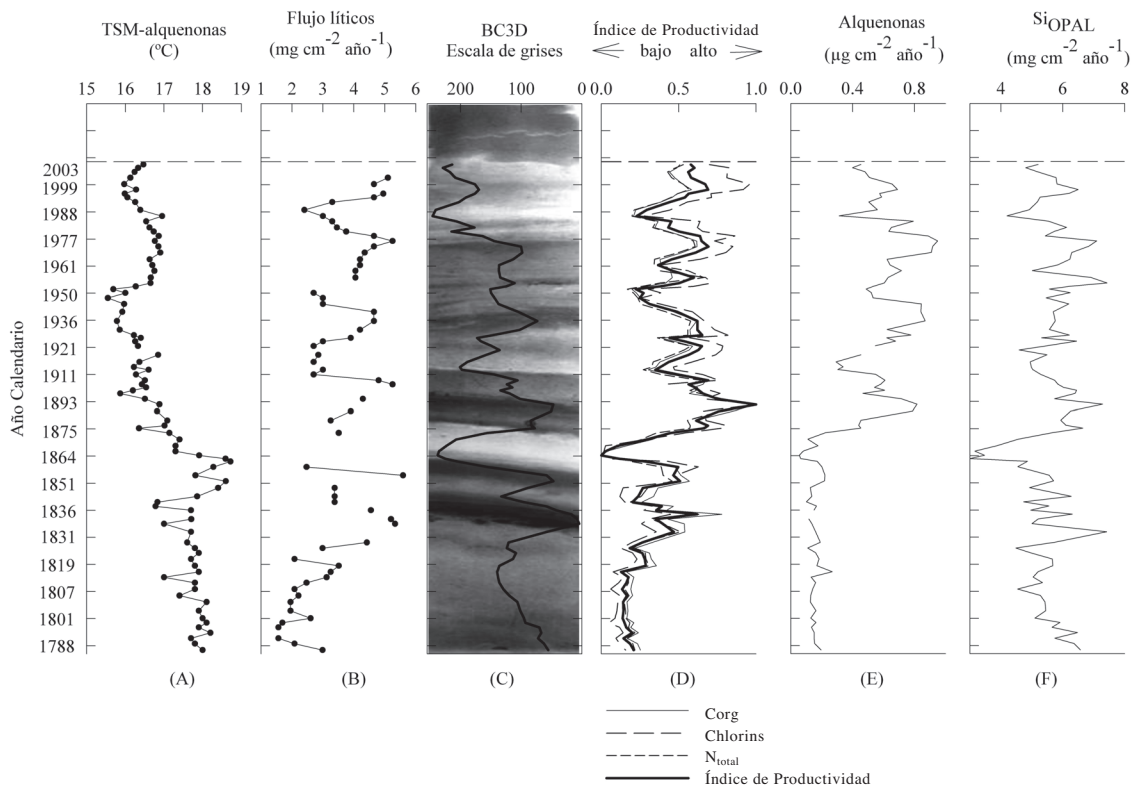 TSM-alquenonas
(ºC)
Flujo líticos
(mg cm-2 año-1)
BC3D
Escala de grises
Índice de Productividad
bajo alto
Alquenonas
(µg cm-2 año-1)
SiOPAL
(mg cm-2 año-1)
15 16 17 18 19
1 2 3 4 5 6
200 100 0
0.0 0.5 1.0
0.0 0.4 0.8
4 6 8
Año Calendario
2003
1999
1988
1977
1961
1950
1936
1921
1911
1893
1875
1864
1851
1836
1831
1819
1807
1801
1788
(A) (B) (C) (D) (E) (F)
Corg
Chlorins
Ntotal
Índice de Productividad